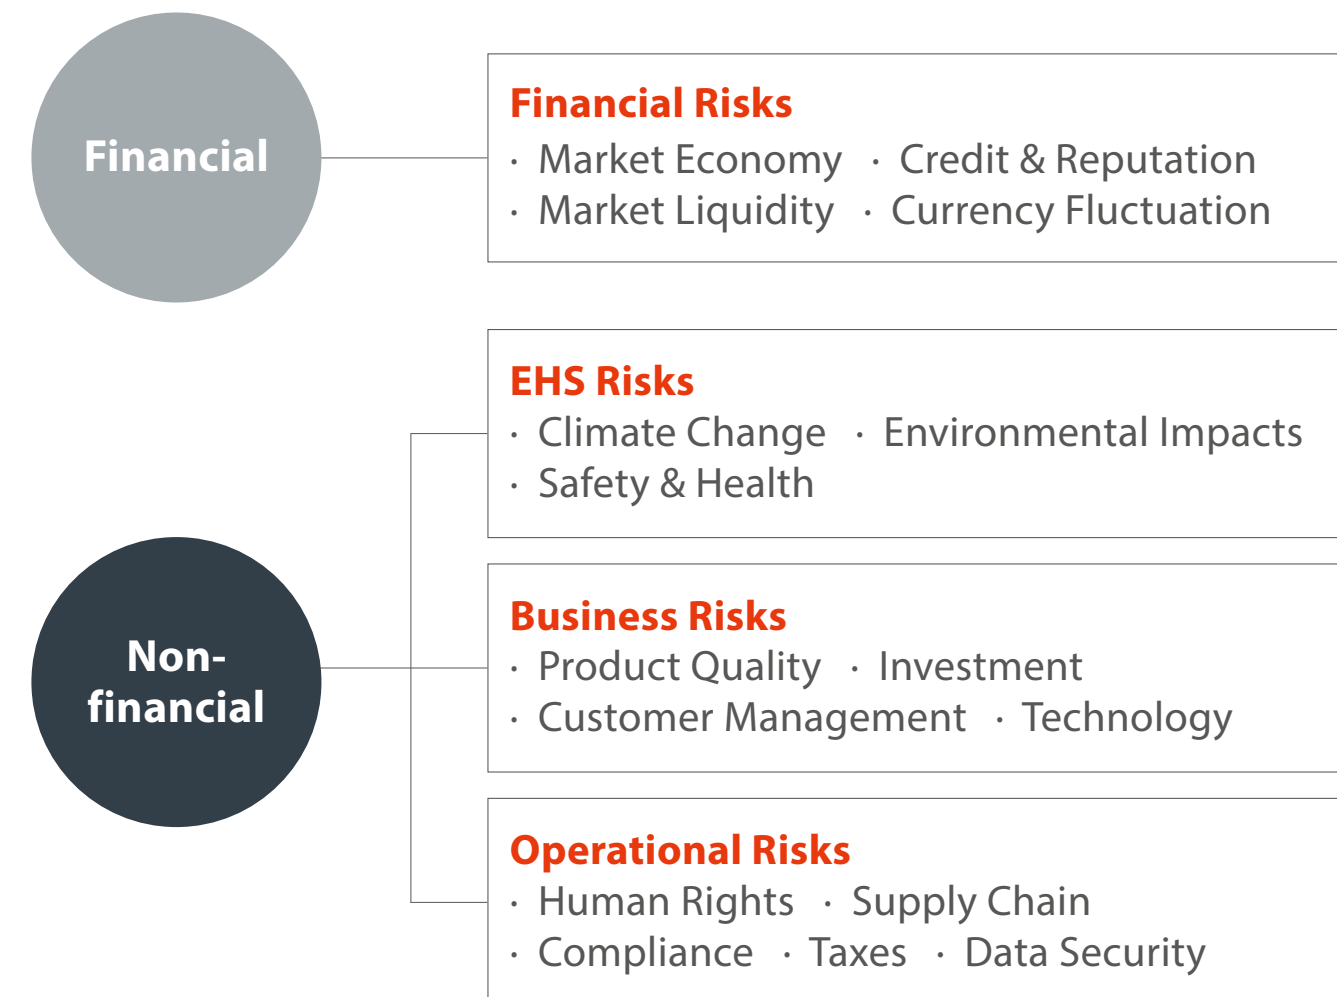 Financial
Financial Risks
· Market Economy · Credit & Reputation
· Market Liquidity · Currency Fluctuation
Non-
financial
EHS Risks
· Climate Change · Environmental Impacts
· Safety & Health
Business Risks
· Product Quality · Investment
· Customer Management · Technology
Operational Risks
· Human Rights · Supply Chain
· Compliance · Taxes · Data Security